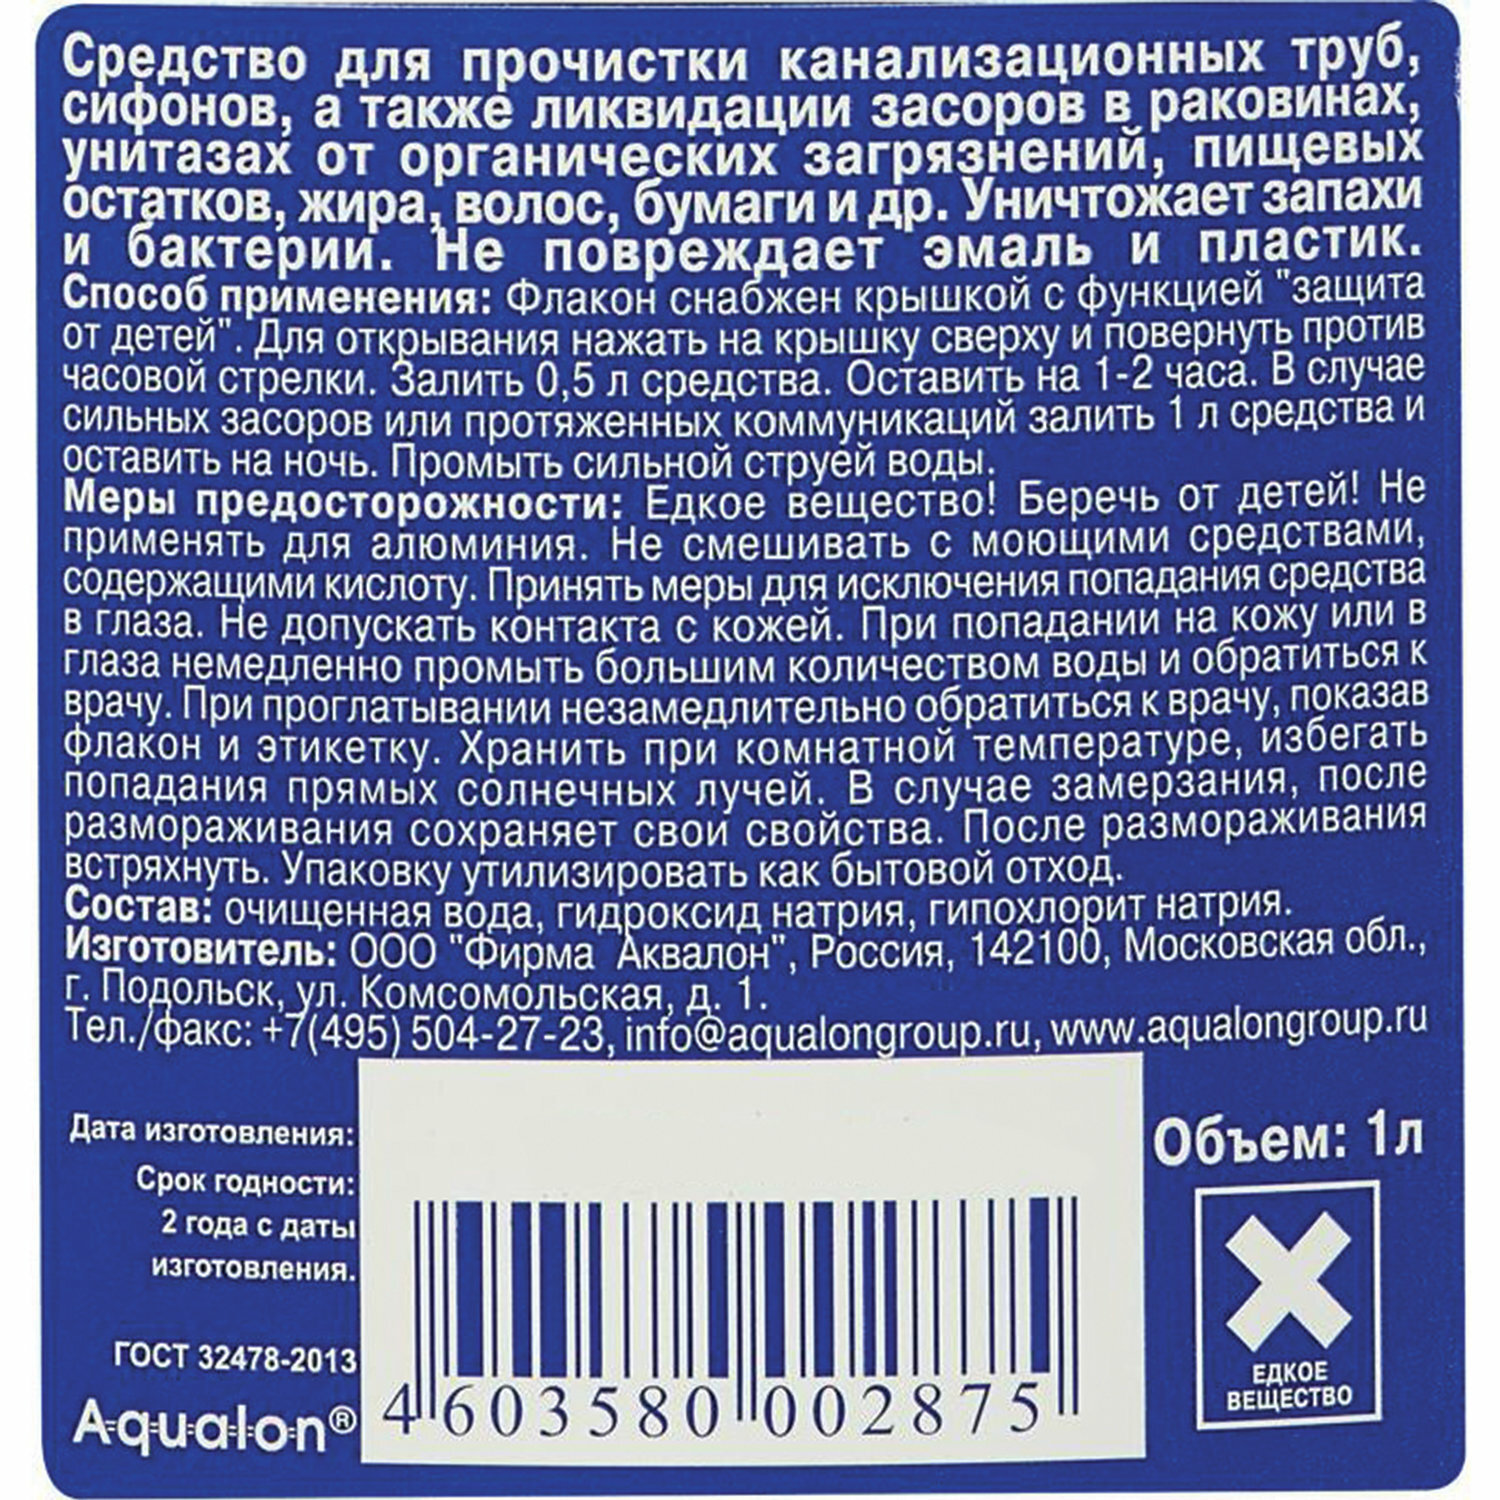 Средство для прочистки канализационных труб,
сифонов, а также ликвидации засоров в раковинах,
унитазах от органических загрязнений, пищевых
остатков, жира, волос, бумаги и др. Уничтожает запахи
и бактерии. Не повреждает эмаль и пластик.
Способ применения: Флакон снабжен крышкой с функцией "защита
от детей". Для открывания нажать на крышку сверху и повернуть против
часовой стрелки. Залить 0,5 л средства. Оставить на 1-2 часа. В случае
сильных засоров или протяженных коммуникаций залить 1 л средства и
оставить на ночь. Промыть сильной струей воды.
Меры предосторожности: Едкое вещество! Беречь от детей! Не
применять для алюминия. Не смешивать с моющими средствами,
содержащими кислоту. Принять меры для исключения попадания средства
в глаза. Не допускать контакта с кожей. При попадании на кожу или в
глаза немедленно промыть большим количеством воды и обратиться к
врачу. При проглатывании незамедлительно обратиться к врачу, показав
флакон и этикетку. Хранить при комнатной температуре, избегать
попадания прямых солнечных лучей. В случае замерзания, после
размораживания сохраняет свои свойства. После размораживания
встряхнуть. Упаковку утилизировать как бытовой отход.
Состав: очищенная вода, гидроксид натрия, гипохлорит натрия.
Изготовитель: ООО "Фирма Аквалон", Россия, 142100, Московская обл.,
г. Подольск, ул. Комсомольская, д. 1.
Тел./факс: +7(495) 504-27-23, info@aqualongroup.ru, www.aqualongroup.ru
Дата изготовления:
Срок годности:
2 года с даты
изготовления.
ГОСТ 32478-2013
Aqualon®
4 603580 002875
Объем: 1л
ЕДКОЕ
ВЕЩЕСТВО